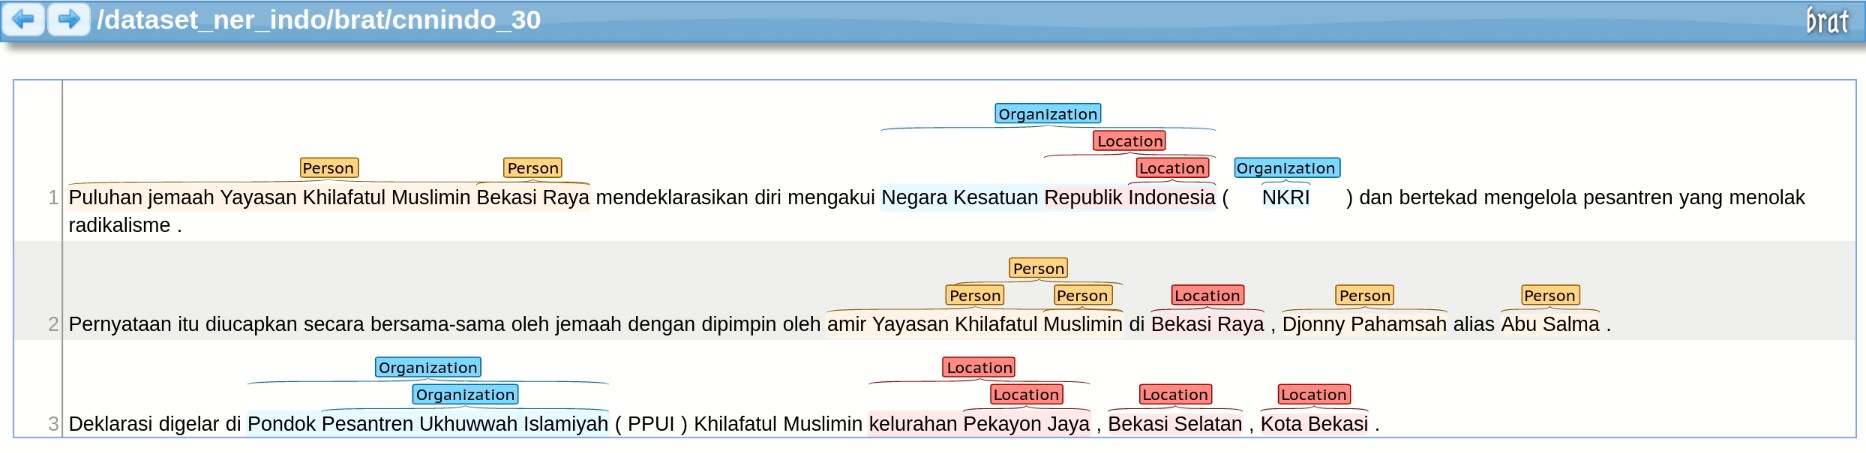 /dataset_ner_indo/brat/cnnindo_30
brat
Organization
Location
Person Person Location Organization
1 Puluhan jemaah Yayasan Khilafatul Muslimin Bekasi Raya mendeklarasikan diri mengakui Negara Kesatuan Republik Indonesia ( NKRI ) dan bertekad mengelola pesantren yang menolak
radikalisme .
Person
Person Person Location Person Person
2 Pernyataan itu diucapkan secara bersama-sama oleh jemaah dengan dipimpin oleh amir Yayasan Khilafatul Muslimin di Bekasi Raya , Djonny Pahamsah alias Abu Salma .
Organization Location
Organization Location Location Location
3 Deklarasi digelar di Pondok Pesantren Ukhuwwah Islamiyah ( PPUI ) Khilafatul Muslimin kelurahan Pekayon Jaya , Bekasi Selatan , Kota Bekasi .